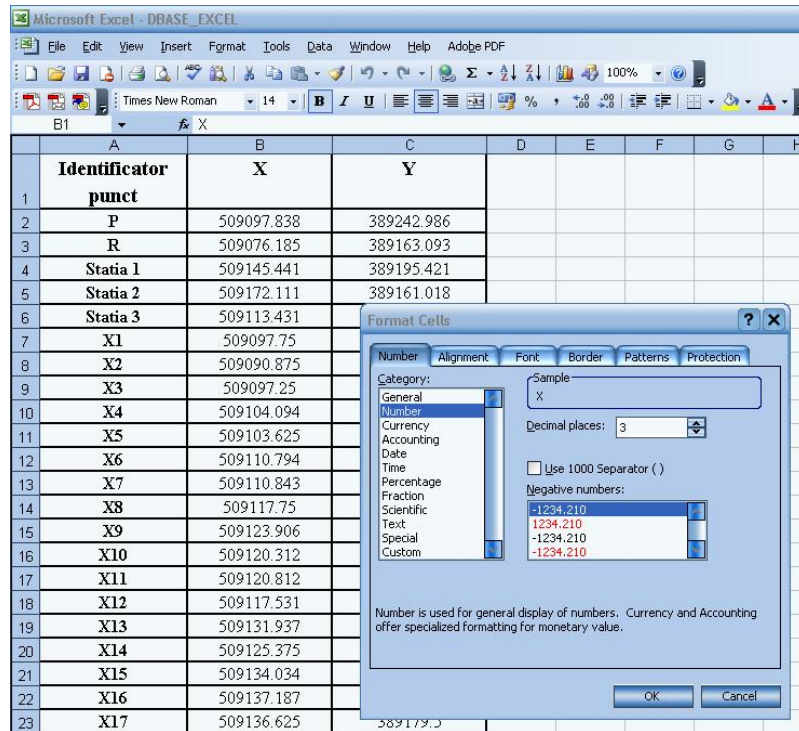 Microsoft Excel - DBASE_EXCEL
File Edit View Insert Format Tools Data Window Help Adobe PDF
100%
Times New Roman 14 B I U % ,
B1 fx X
A B C D E F G H
1 Identificator punct X Y
2 P 509097.838 389242.986
3 R 509076.185 389163.093
4 Statia 1 509145.441 389195.421
5 Statia 2 509172.111 389161.018
6 Statia 3 509113.431
7 X1 509097.75
8 X2 509090.875
9 X3 509097.25
10 X4 509104.094
11 X5 509103.625
12 X6 509110.794
13 X7 509110.843
14 X8 509117.75
15 X9 509123.906
16 X10 509120.312
17 X11 509120.812
18 X12 509117.531
19 X13 509131.937
20 X14 509125.375
21 X15 509134.034
22 X16 509137.187
23 X17 509136.625 389179.5
Format Cells
Number Alignment Font Border Patterns Protection
Category:
General
Number
Currency
Accounting
Date
Time
Percentage
Fraction
Scientific
Text
Special
Custom
Sample
X
Decimal places: 3
Use 1000 Separator ( )
Negative numbers:
-1234.210
1234.210
-1234.210
-1234.210
Number is used for general display of numbers. Currency and Accounting
offer specialized formatting for monetary value.
OK Cancel